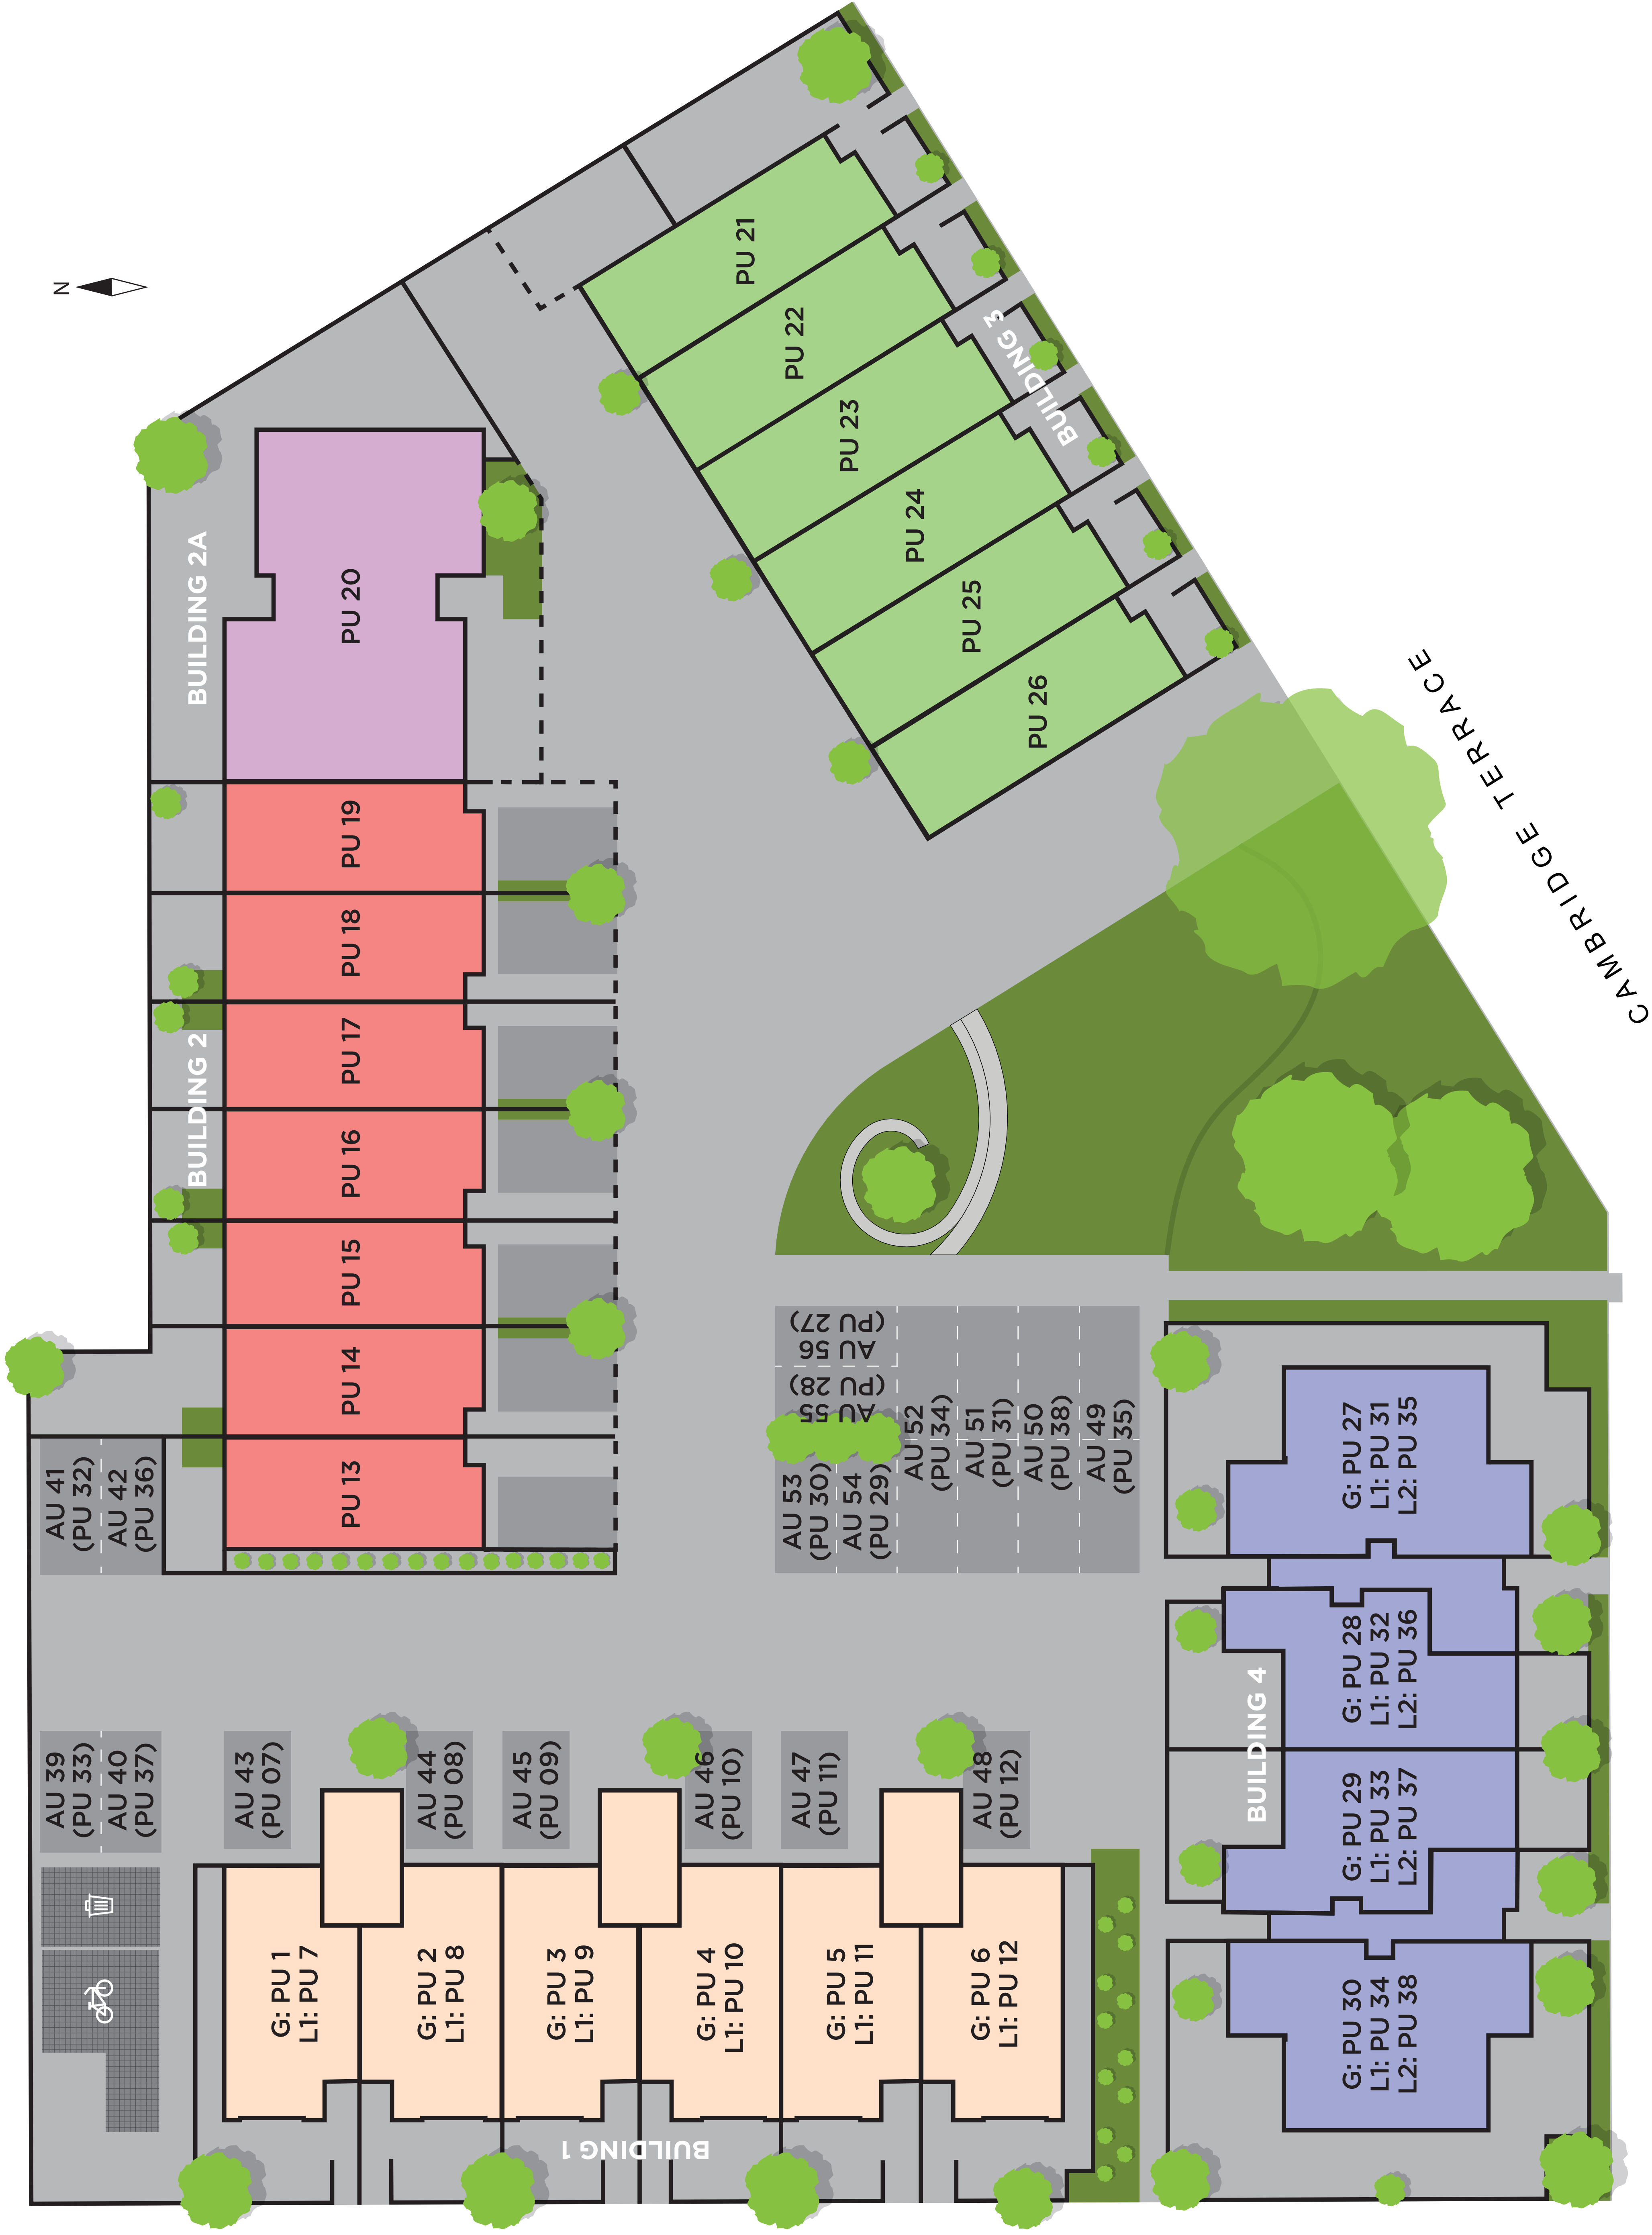 N
BUILDING 2A
PU 20
PU 19
PU 18
PU 17
PU 16
PU 15
PU 14
PU 13
BUILDING 2
PU 21
PU 22
PU 23
PU 24
PU 25
PU 26
BUILDING 3
CAMBRIDGE TERRACE
AU 41
(PU 32)
AU 42
(PU 36)
AU 39
(PU 33)
AU 40
(PU 37)
AU 43
(PU 07)
AU 44
(PU 08)
AU 45
(PU 09)
AU 46
(PU 10)
AU 47
(PU 11)
AU 48
(PU 12)
AU 56
(PU 27)
AU 55
(PU 28)
AU 53
(PU 30)
AU 54
(PU 29)
AU 52
(PU 34)
AU 51
(PU 31)
AU 50
(PU 38)
AU 49
(PU 35)
G: PU 1
L1: PU 7
G: PU 2
L1: PU 8
G: PU 3
L1: PU 9
G: PU 4
L1: PU 10
G: PU 5
L1: PU 11
G: PU 6
L1: PU 12
BUILDING 1
G: PU 27
L1: PU 31
L2: PU 35
G: PU 28
L1: PU 32
L2: PU 36
BUILDING 4
G: PU 29
L1: PU 33
L2: PU 37
G: PU 30
L1: PU 34
L2: PU 38